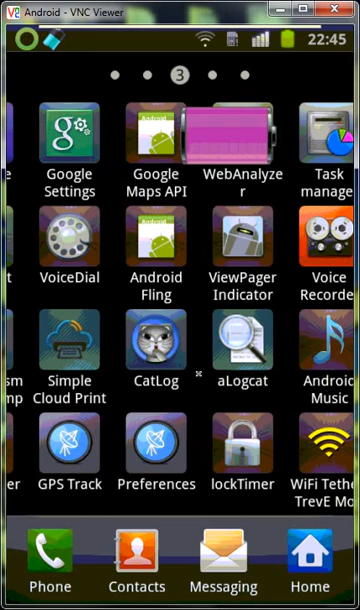 Android - VNC Viewer
22:45
3
Google
Settings
Google
Maps API
WebAnalyze
r
Task
manage
VoiceDial
Android
Fling
ViewPager
Indicator
Voice
Recorde
Simple
Cloud Print
CatLog
aLogcat
Android
Music
GPS Track
Preferences
lockTimer
WiFi Tethe
TrevE Mo
Phone
Contacts
Messaging
Home